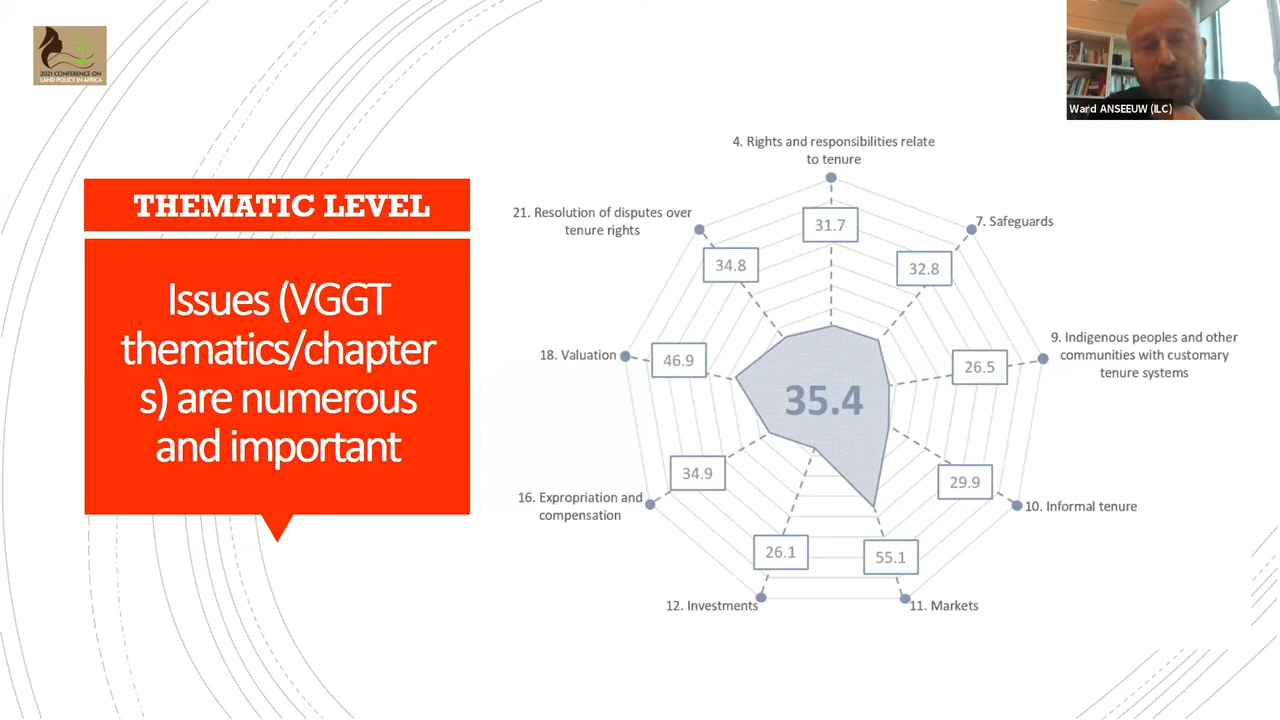 2021 CONFERENCE ON
LAND POLICY IN AFRICA
Ward ANSEEUW (ILC)
THEMATIC LEVEL
Issues (VGGT
thematics/chapter
s) are numerous
and important
4. Rights and responsibilities relate
to tenure
31.7
21. Resolution of disputes over
tenure rights
34.8
7. Safeguards
32.8
18. Valuation
46.9
9. Indigenous peoples and other
communities with customary
tenure systems
26.5
35.4
16. Expropriation and
compensation
34.9
29.9
10. Informal tenure
26.1
12. Investments
55.1
11. Markets